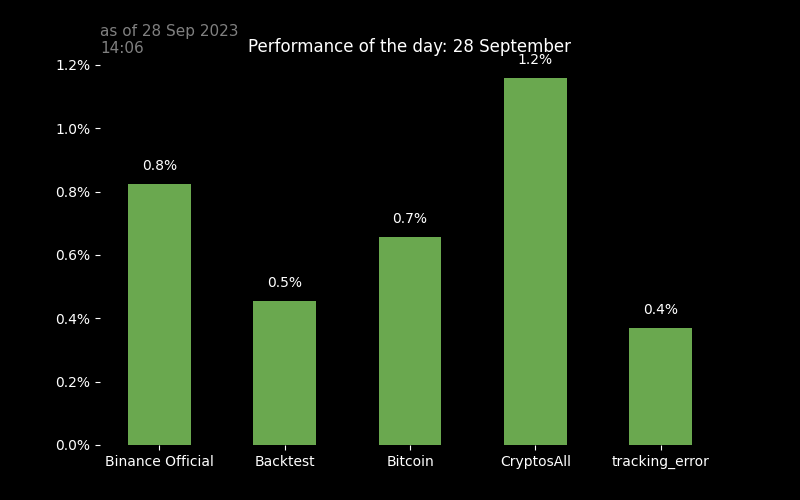 as of 28 Sep 2023
14:06
Performance of the day: 28 September
1.2%
1.2%
1.0%
0.8%
0.8%
0.7%
0.6%
0.5%
0.4%
0.4%
0.2%
0.0%
Binance Official
Backtest
Bitcoin
CryptosAll
tracking_error